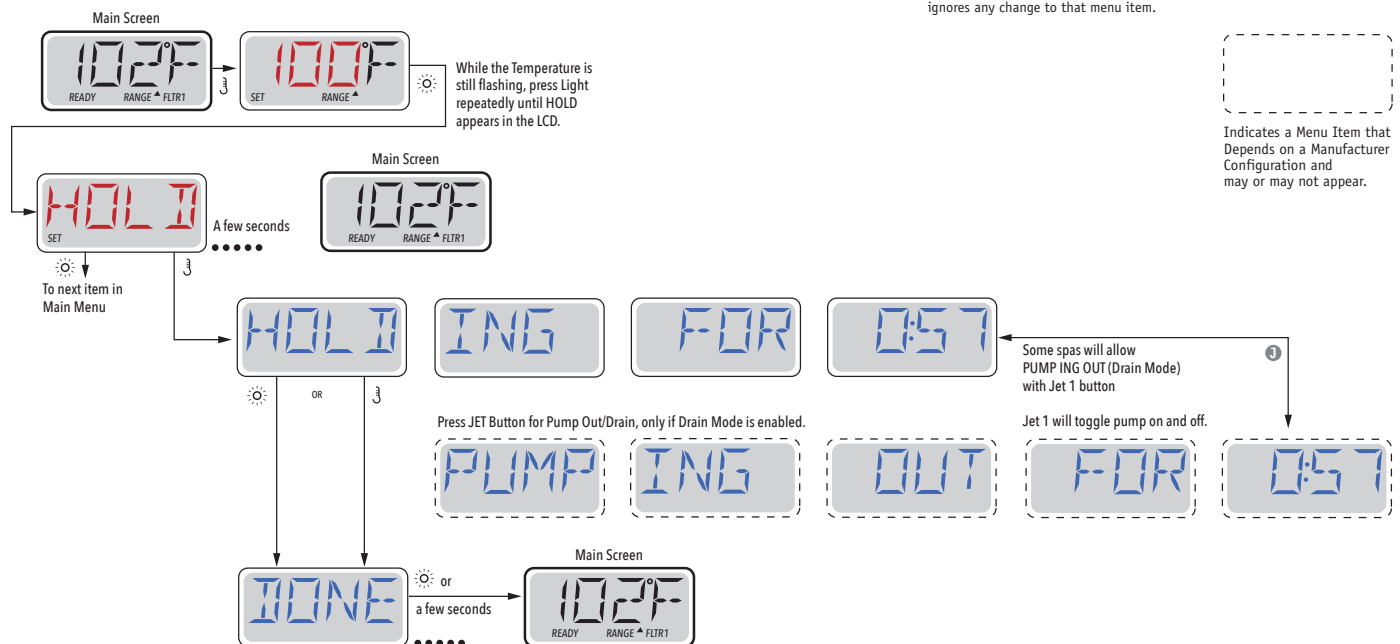 ignores any change to that menu item.
Main Screen
102°F
READY RANGE FLTR1
100°F
SET RANGE
While the Temperature is
still flashing, press Light
repeatedly until HOLD
appears in the LCD.
Indicates a Menu Item that
Depends on a Manufacturer
Configuration and
may or may not appear.
HOLD
SET
A few seconds
Main Screen
102°F
READY RANGE FLTR1
To next item in
Main Menu
HOLD
ING
FOR
0:57
Some spas will allow
PUMP ING OUT (Drain Mode)
with Jet 1 button
J
OR
Press JET Button for Pump Out/Drain, only if Drain Mode is enabled.
Jet 1 will toggle pump on and off.
PUMP
ING
OUT
FOR
0:57
DONE
or
a few seconds
Main Screen
102°F
READY RANGE FLTR1